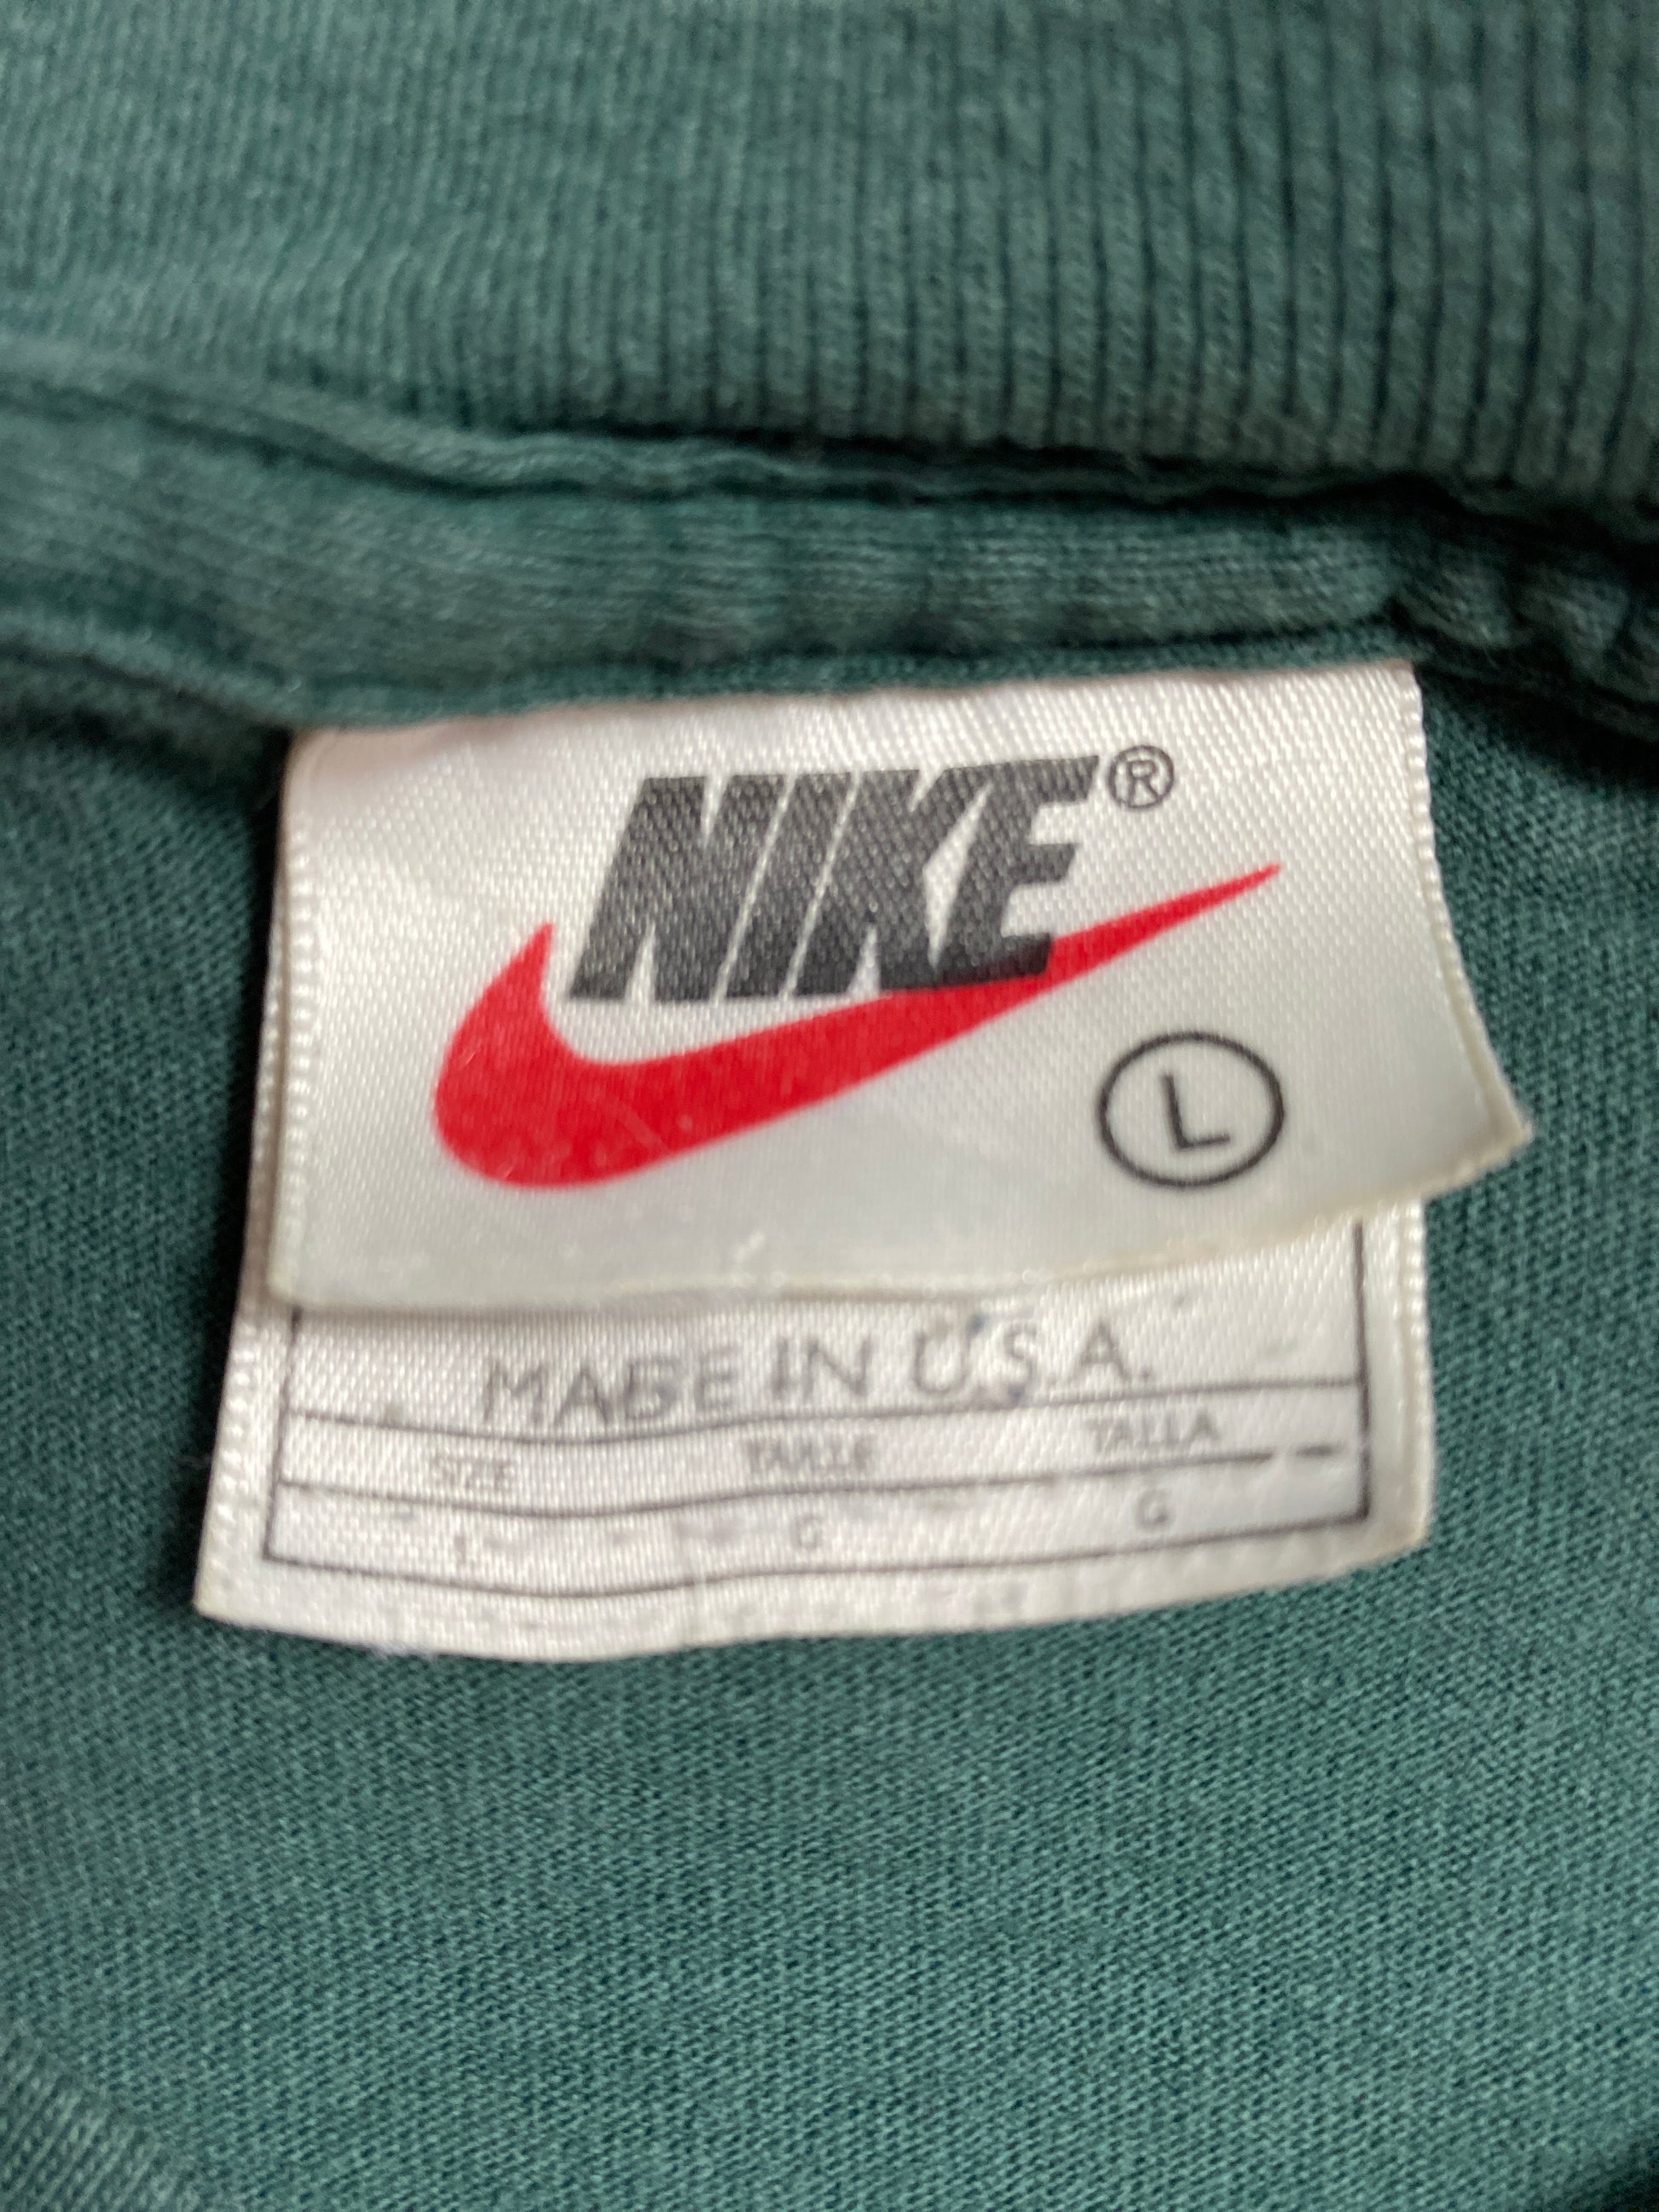 NIKE®
L
MADE IN U.S.A.
SIZE TAILLE TALLA
L G G